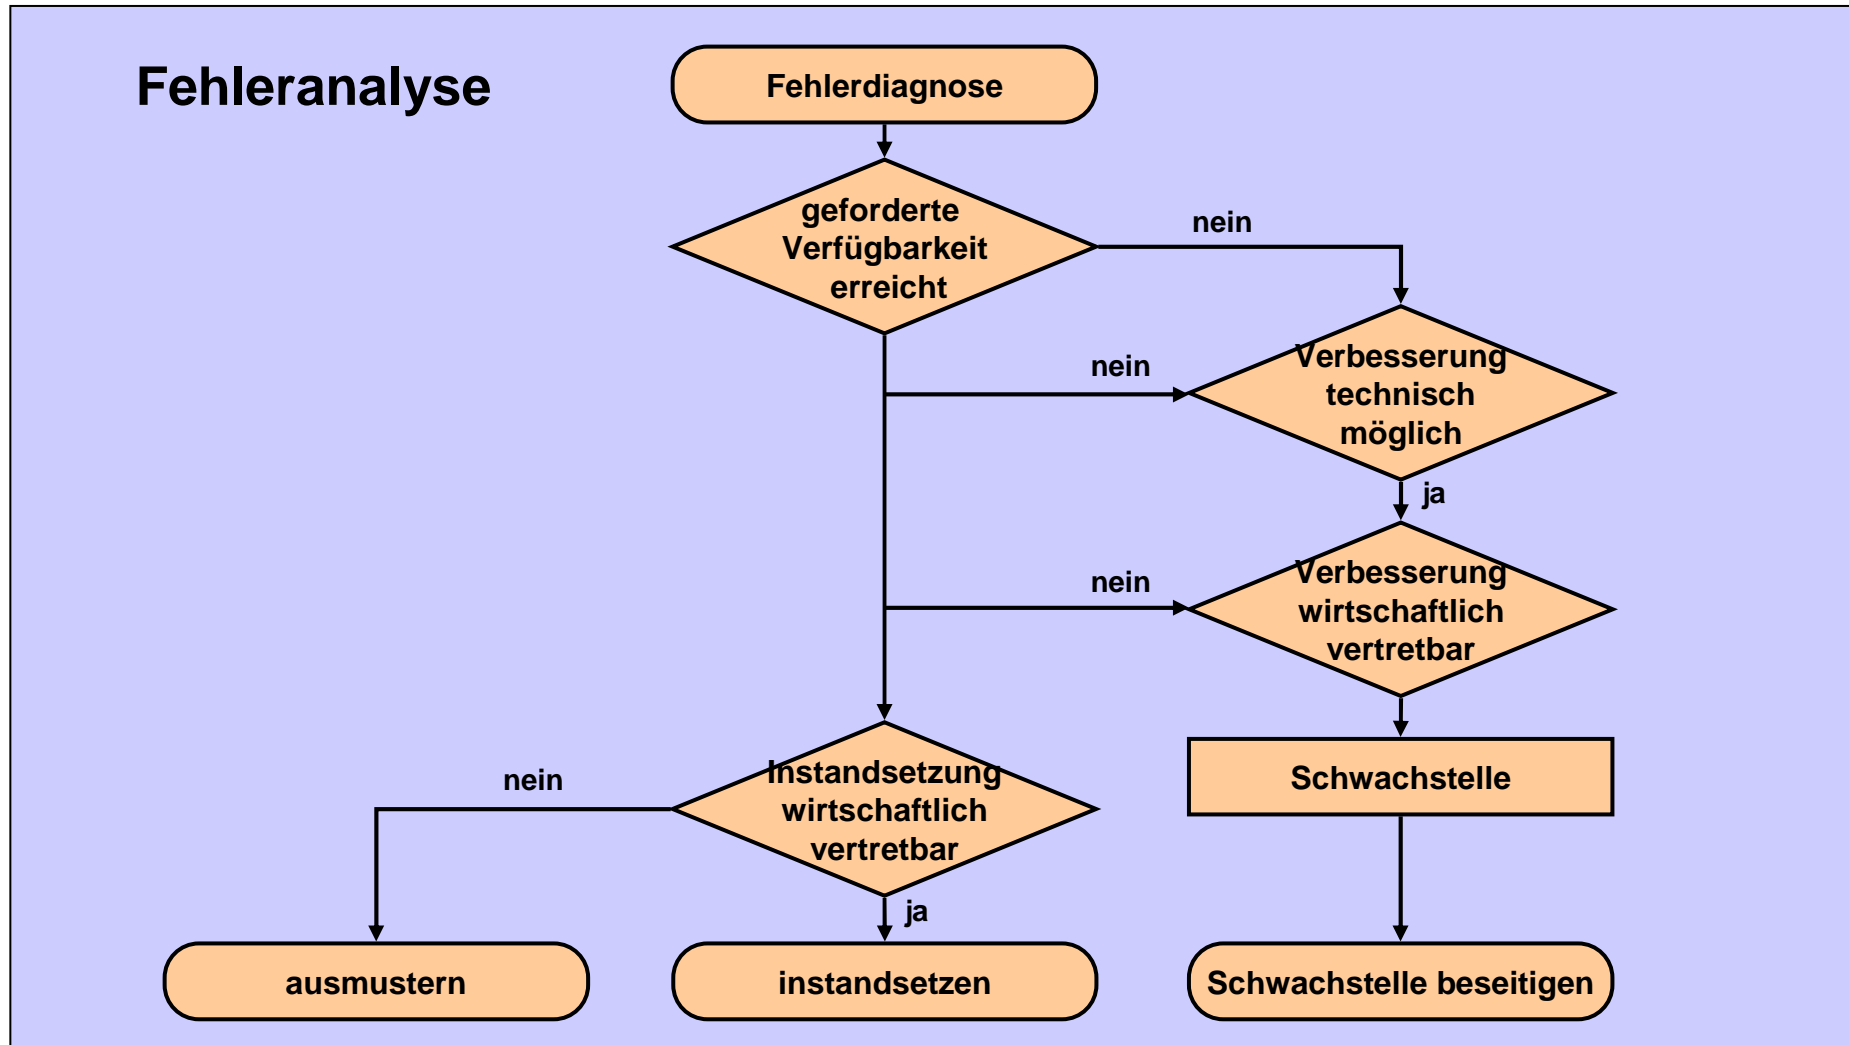 Fehleranalyse
Fehlerdiagnose
geforderte
Verfügbarkeit
erreicht
nein
nein
Verbesserung
technisch
möglich
ja
nein
Verbesserung
wirtschaftlich
vertretbar
nein
Instandsetzung
wirtschaftlich
vertretbar
Schwachstelle
ja
ausmustern
instandsetzen
Schwachstelle beseitigen